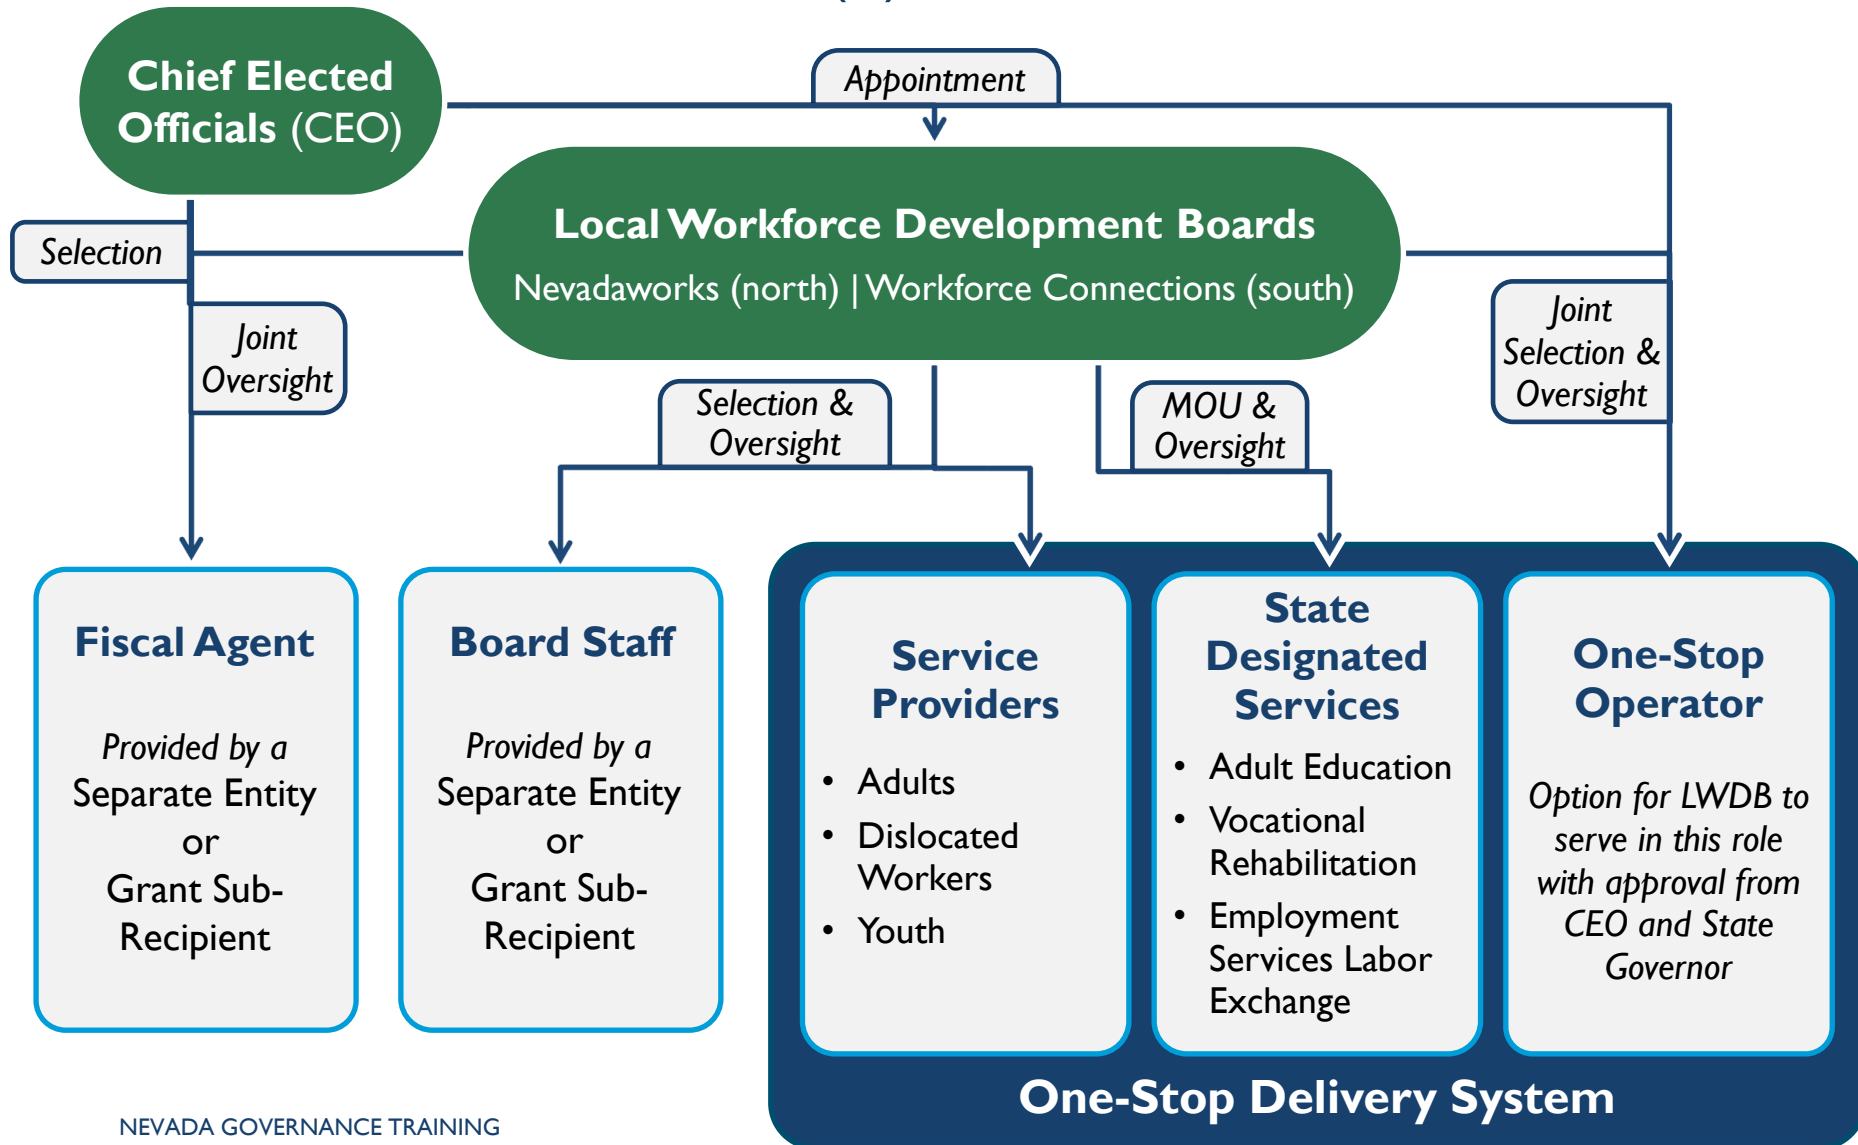 Chief Elected
Officials (CEO)
Appointment
Local Workforce Development Boards
Nevadaworks (north) | Workforce Connections (south)
Selection
Joint
Oversight
Selection &
Oversight
MOU &
Oversight
Joint
Selection &
Oversight
Fiscal Agent
Provided by a
Separate Entity
or
Grant Sub-
Recipient
Board Staff
Provided by a
Separate Entity
or
Grant Sub-
Recipient
Service
Providers
• Adults
• Dislocated
Workers
• Youth
State
Designated
Services
• Adult Education
• Vocational
Rehabilitation
• Employment
Services Labor
Exchange
One-Stop
Operator
Option for LWDB to
serve in this role
with approval from
CEO and State
Governor
One-Stop Delivery System
NEVADA GOVERNANCE TRAINING